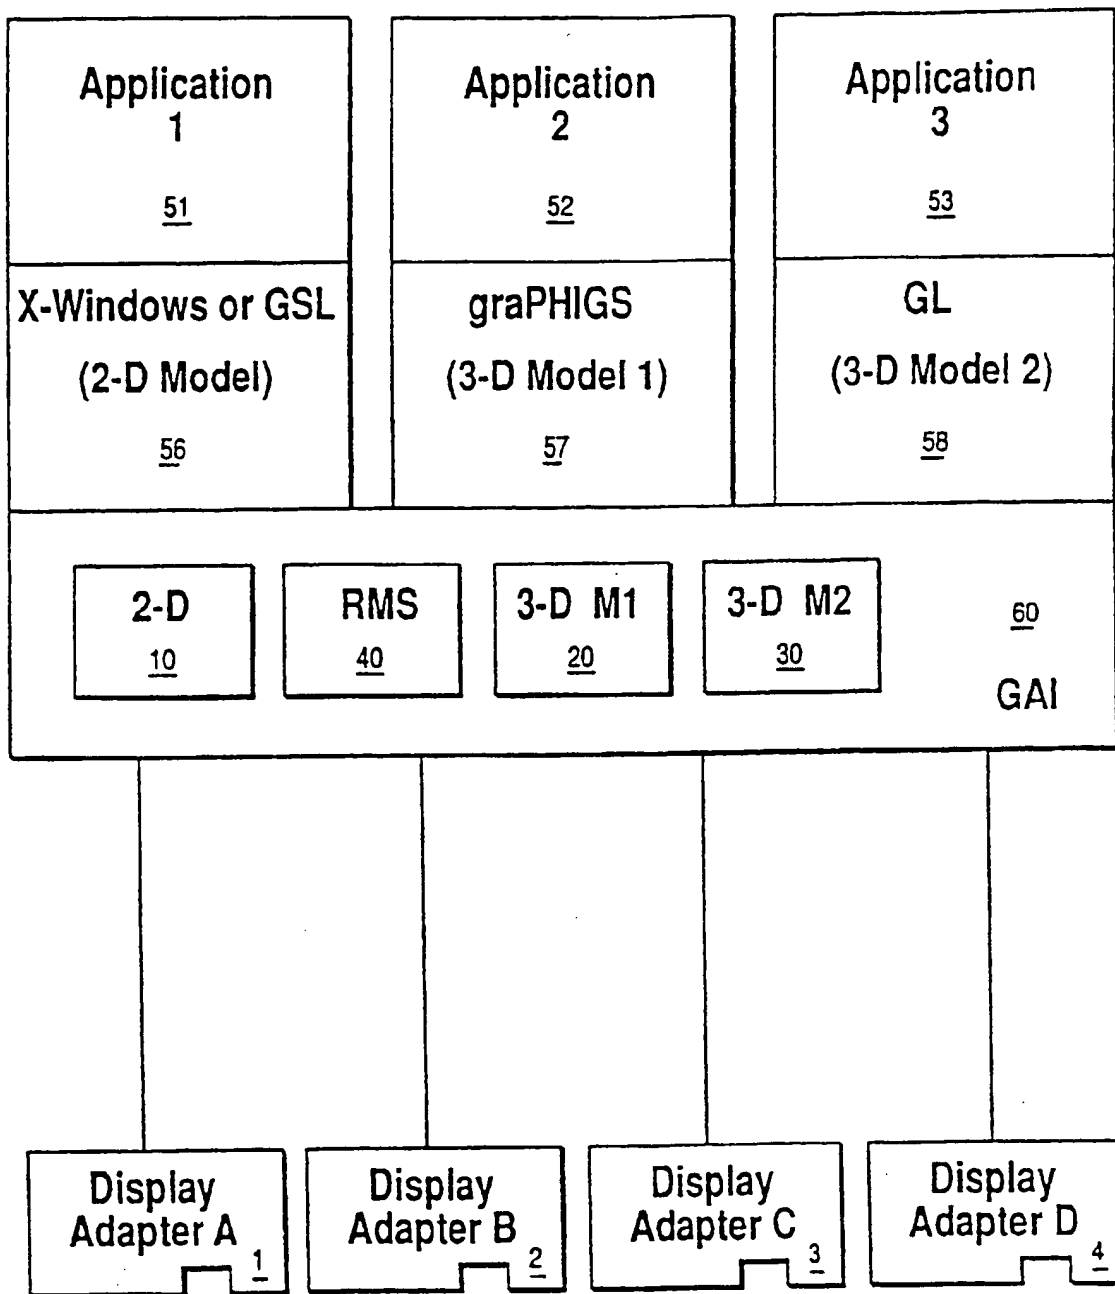 Application
1
51
Application
2
52
Application
3
53
X-Windows or GSL
(2-D Model)
56
graPHIGS
(3-D Model 1)
57
GL
(3-D Model 2)
58
2-D
10
RMS
40
3-D M1
20
3-D M2
30
60
GAI
Display
Adapter A
1
Display
Adapter B
2
Display
Adapter C
3
Display
Adapter D
4